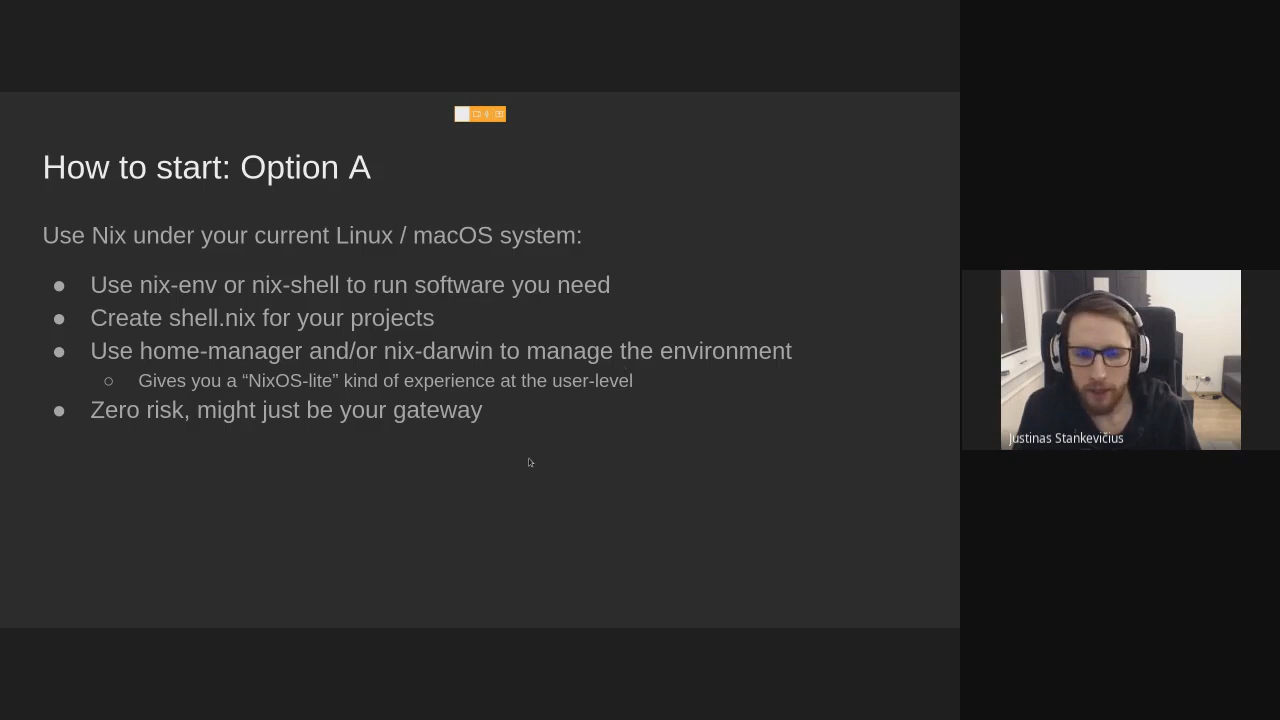 How to start: Option A
Use Nix under your current Linux / macOS system:
● Use nix-env or nix-shell to run software you need
● Create shell.nix for your projects
● Use home-manager and/or nix-darwin to manage the environment
○ Gives you a “NixOS-lite” kind of experience at the user-level
● Zero risk, might just be your gateway
Justinas Stankevičius